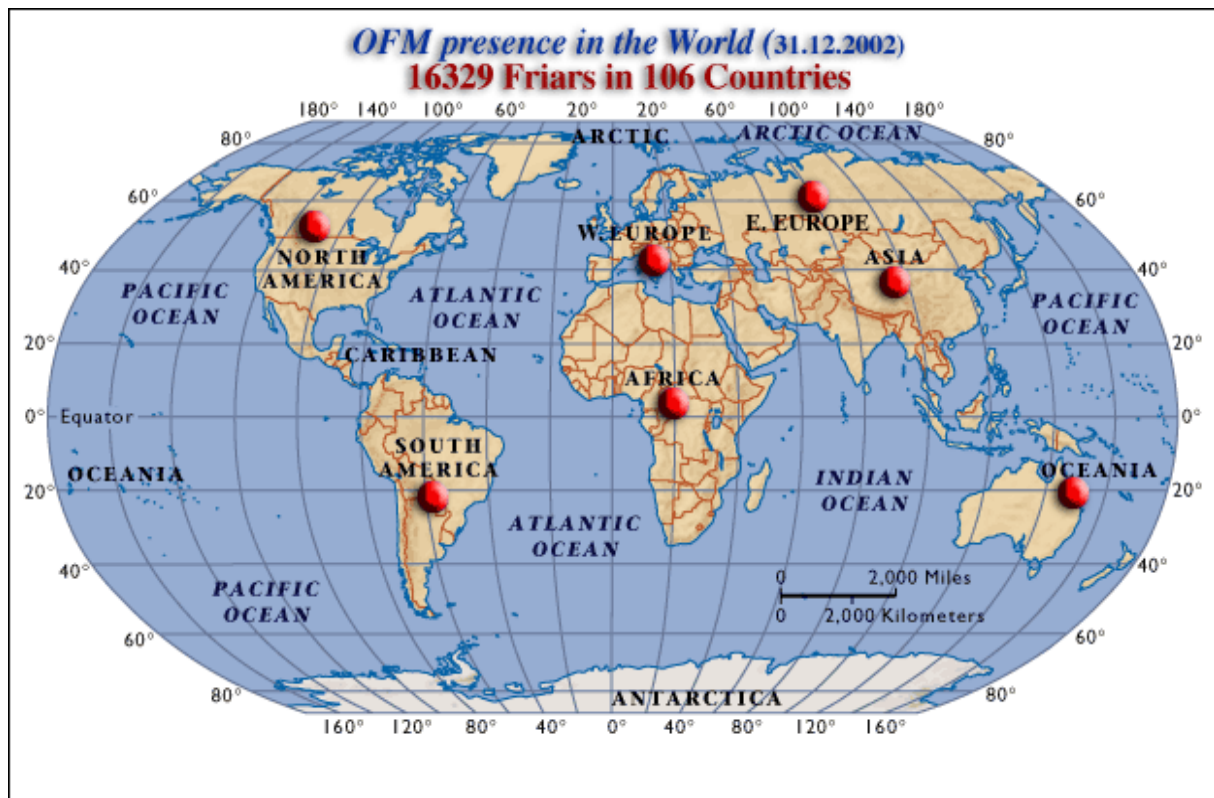 OFM presence in the World (31.12.2002)
16329 Friars in 106 Countries
180° 140° 100° 60° 20° 20° 60° 100° 140° 180°
80° ARCTIC ARCTIC OCEAN 80°
60° 60°
W. EUROPE E. EUROPE
NORTH
AMERICA
ASIA
40° 40°
PACIFIC
OCEAN
ATLANTIC
OCEAN
PACIFIC
OCEAN
20° 20°
CARIBBEAN
AFRICA
0° Equator 0°
SOUTH
AMERICA
OCEANIA
INDIAN
OCEAN
OCEANIA
20° 20°
ATLANTIC
OCEAN
40° 40°
PACIFIC
OCEAN
0 2,000 Miles
0 2,000 Kilometers
60° 60°
80° 80°
ANTARCTICA
160° 120° 80° 40° 0° 40° 80° 120° 160°